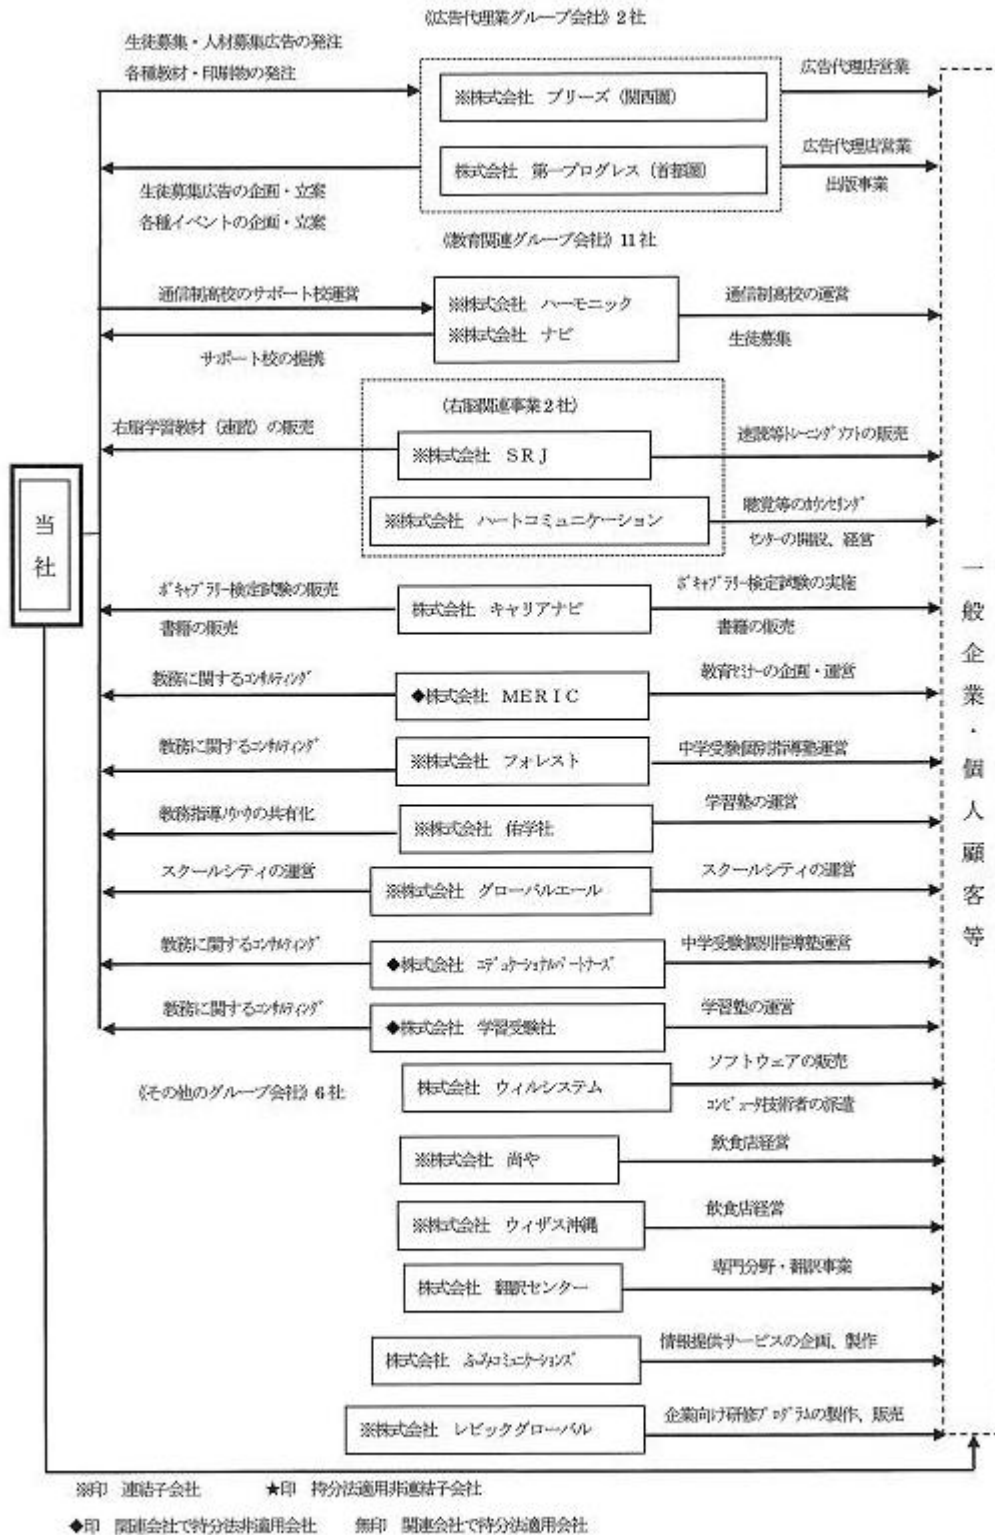 《広告代理業グループ会社》2社
生徒募集・人材募集広告の発注
各種教材・印刷物の発注
※株式会社 ブリーズ(関西圏)
広告代理店営業
株式会社 第一プログレス(首都圏)
広告代理店営業
出版事業
生徒募集広告の企画・立案
各種イベントの企画・立案
《教育関連グループ会社》11社
通信制高校のサポート校運営
※株式会社 ハーモニック
※株式会社 ナビ
通信制高校の運営
生徒募集
サポート校の提携
(右脳関連事業2社)
右脳学習教材(速読)の販売
※株式会社 SRJ
速読等トレーニングソフトの販売
※株式会社 ハートコミュニケーション
聴覚等のカウンセリング
センターの開設、経営
当社
一般企業・個人顧客等
ボキャブラリー検定試験の販売
書籍の販売
株式会社 キャリアナビ
ボキャブラリー検定試験の実施
書籍の販売
教務に関するコンサルティング
◆株式会社 MERIC
教育セミナーの企画・運営
教務に関するコンサルティング
※株式会社 フォレスト
中学受験個別指導塾運営
教務指導ノウハウの共有化
※株式会社 佑学社
学習塾の運営
スクールシティの運営
※株式会社 グローバルエール
スクールシティの運営
教務に関するコンサルティング
◆株式会社 エデュケーショナルパートナーズ
中学受験個別指導塾運営
教務に関するコンサルティング
◆株式会社 学習受験社
学習塾の運営
《その他のグループ会社》6社
株式会社 ウィルシステム
ソフトウェアの販売
コンピュータ技術者の派遣
※株式会社 尚や
飲食店経営
※株式会社 ウィザス沖縄
飲食店経営
株式会社 翻訳センター
専門分野・翻訳事業
株式会社 ふみコミュニケーションズ
情報提供サービスの企画、製作
※株式会社 レビックグローバル
企業向け研修プログラムの製作、販売
※印 連結子会社 ★印 持分法適用非連結子会社
◆印 関連会社で持分法非適用会社 無印 関連会社で持分法適用会社